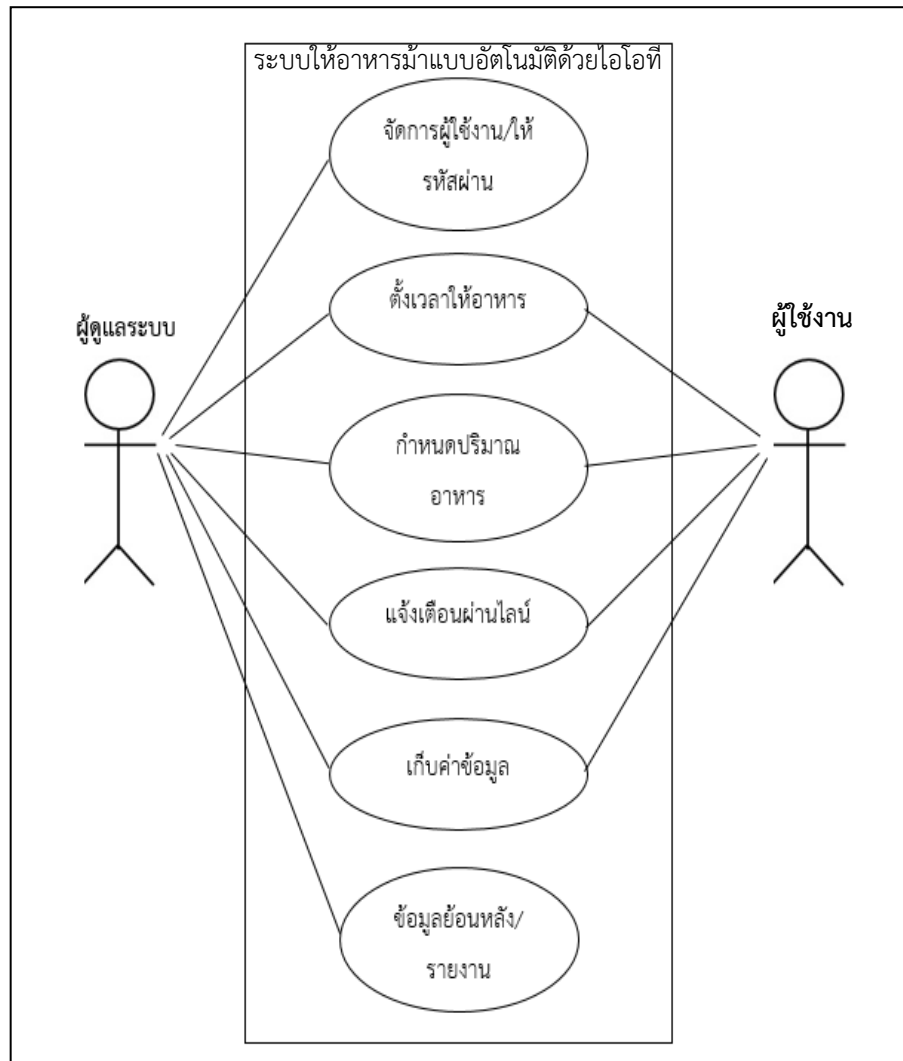 ระบบให้อาหารม้าแบบอัตโนมัติด้วยไอโอที
จัดการผู้ใช้งาน/ให้
รหัสผ่าน
ตั้งเวลาให้อาหาร
ผู้ดูแลระบบ
ผู้ใช้งาน
กำหนดปริมาณ
อาหาร
แจ้งเตือนผ่านไลน์
เก็บค่าข้อมูล
ข้อมูลย้อนหลัง/
รายงาน